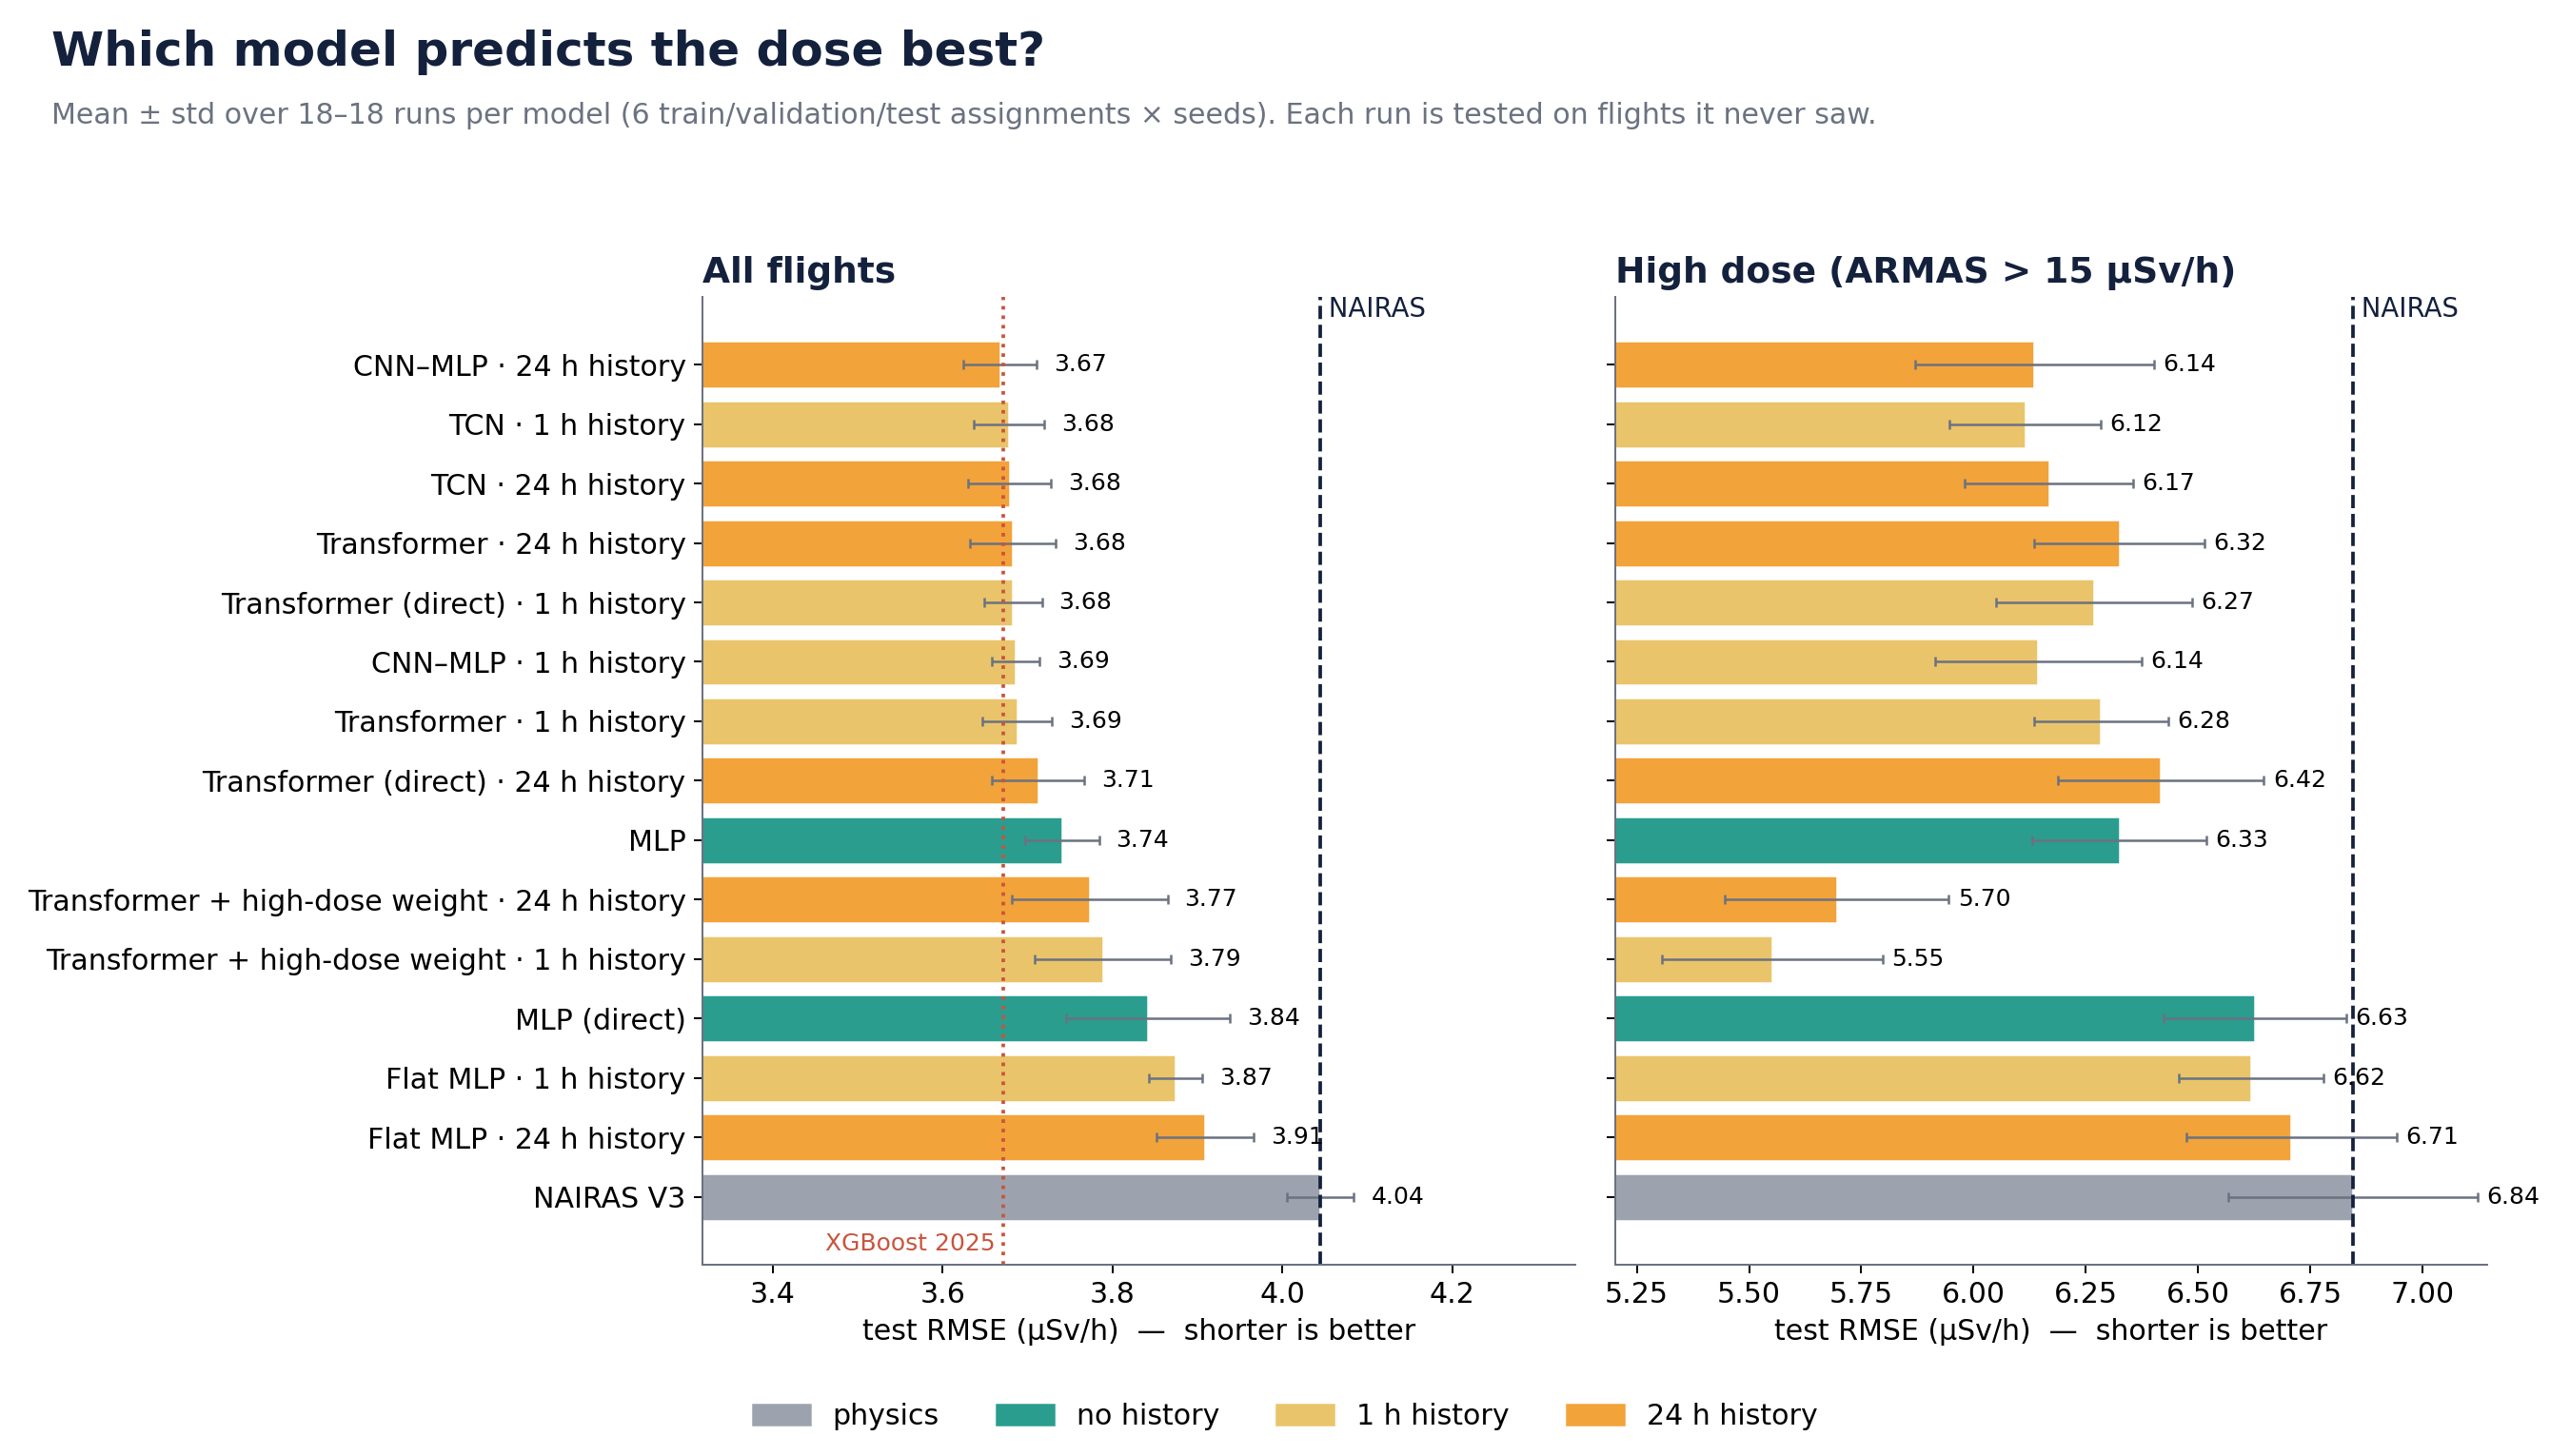 Which model predicts the dose best?
Mean ± std over 18–18 runs per model (6 train/validation/test assignments × seeds). Each run is tested on flights it never saw.
All flights
High dose (ARMAS > 15 μSv/h)
NAIRAS
NAIRAS
CNN–MLP · 24 h history 3.67 6.14
TCN · 1 h history 3.68 6.12
TCN · 24 h history 3.68 6.17
Transformer · 24 h history 3.68 6.32
Transformer (direct) · 1 h history 3.68 6.27
CNN–MLP · 1 h history 3.69 6.14
Transformer · 1 h history 3.69 6.28
Transformer (direct) · 24 h history 3.71 6.42
MLP 3.74 6.33
Transformer + high-dose weight · 24 h history 3.77 5.70
Transformer + high-dose weight · 1 h history 3.79 5.55
MLP (direct) 3.84 6.63
Flat MLP · 1 h history 3.87 6.62
Flat MLP · 24 h history 3.91 6.71
NAIRAS V3 4.04 6.84
XGBoost 2025
3.4 3.6 3.8 4.0 4.2
5.25 5.50 5.75 6.00 6.25 6.50 6.75 7.00
test RMSE (μSv/h) — shorter is better
test RMSE (μSv/h) — shorter is better
physics no history 1 h history 24 h history